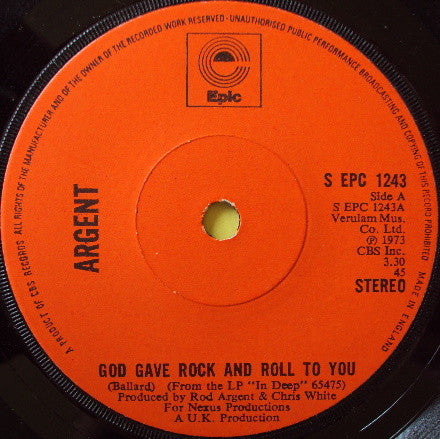 A PRODUCT OF CBS RECORDS ALL RIGHTS OF THE MANUFACTURER AND OF THE OWNER OF THE RECORDED WORK RESERVED-UNAUTHORISED PUBLIC PERFORMANCE BROADCASTING AND COPYING OF THIS RECORD PROHIBITED MADE IN ENGLAND
Epic
ARGENT
S EPC 1243
Side A
S EPC 1243A
Verulam Mus.
Co. Ltd.
℗ 1973
CBS Inc.
3.30
45
STEREO
GOD GAVE ROCK AND ROLL TO YOU
(Ballard) (From the LP "In Deep" 65475)
Produced by Rod Argent & Chris White
For Nexus Productions
A U.K. Production